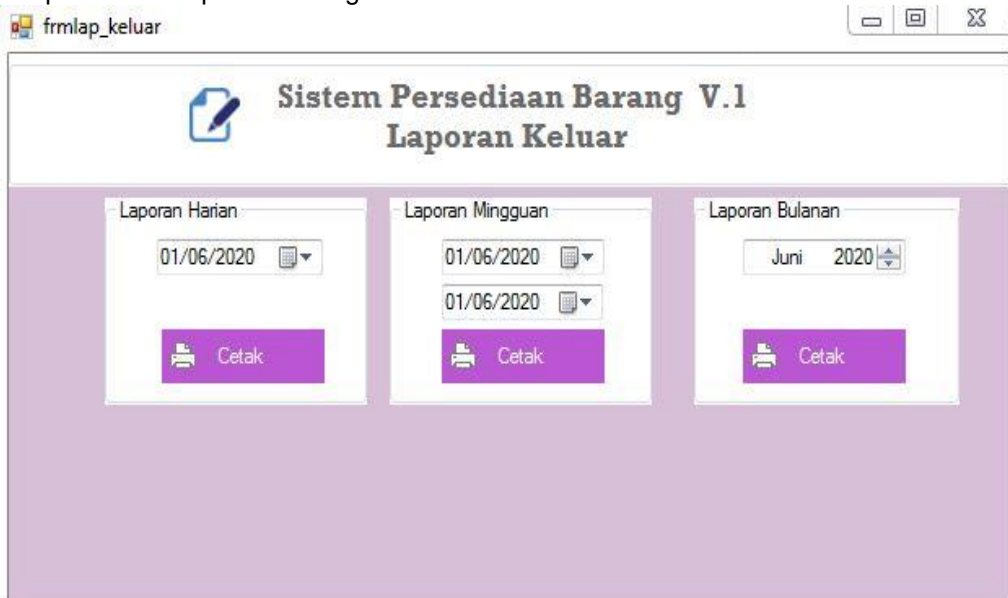 frmlap_keluar
Sistem Persediaan Barang V.1
Laporan Keluar
Laporan Harian
01/06/2020
Cetak
Laporan Mingguan
01/06/2020
01/06/2020
Cetak
Laporan Bulanan
Juni 2020
Cetak